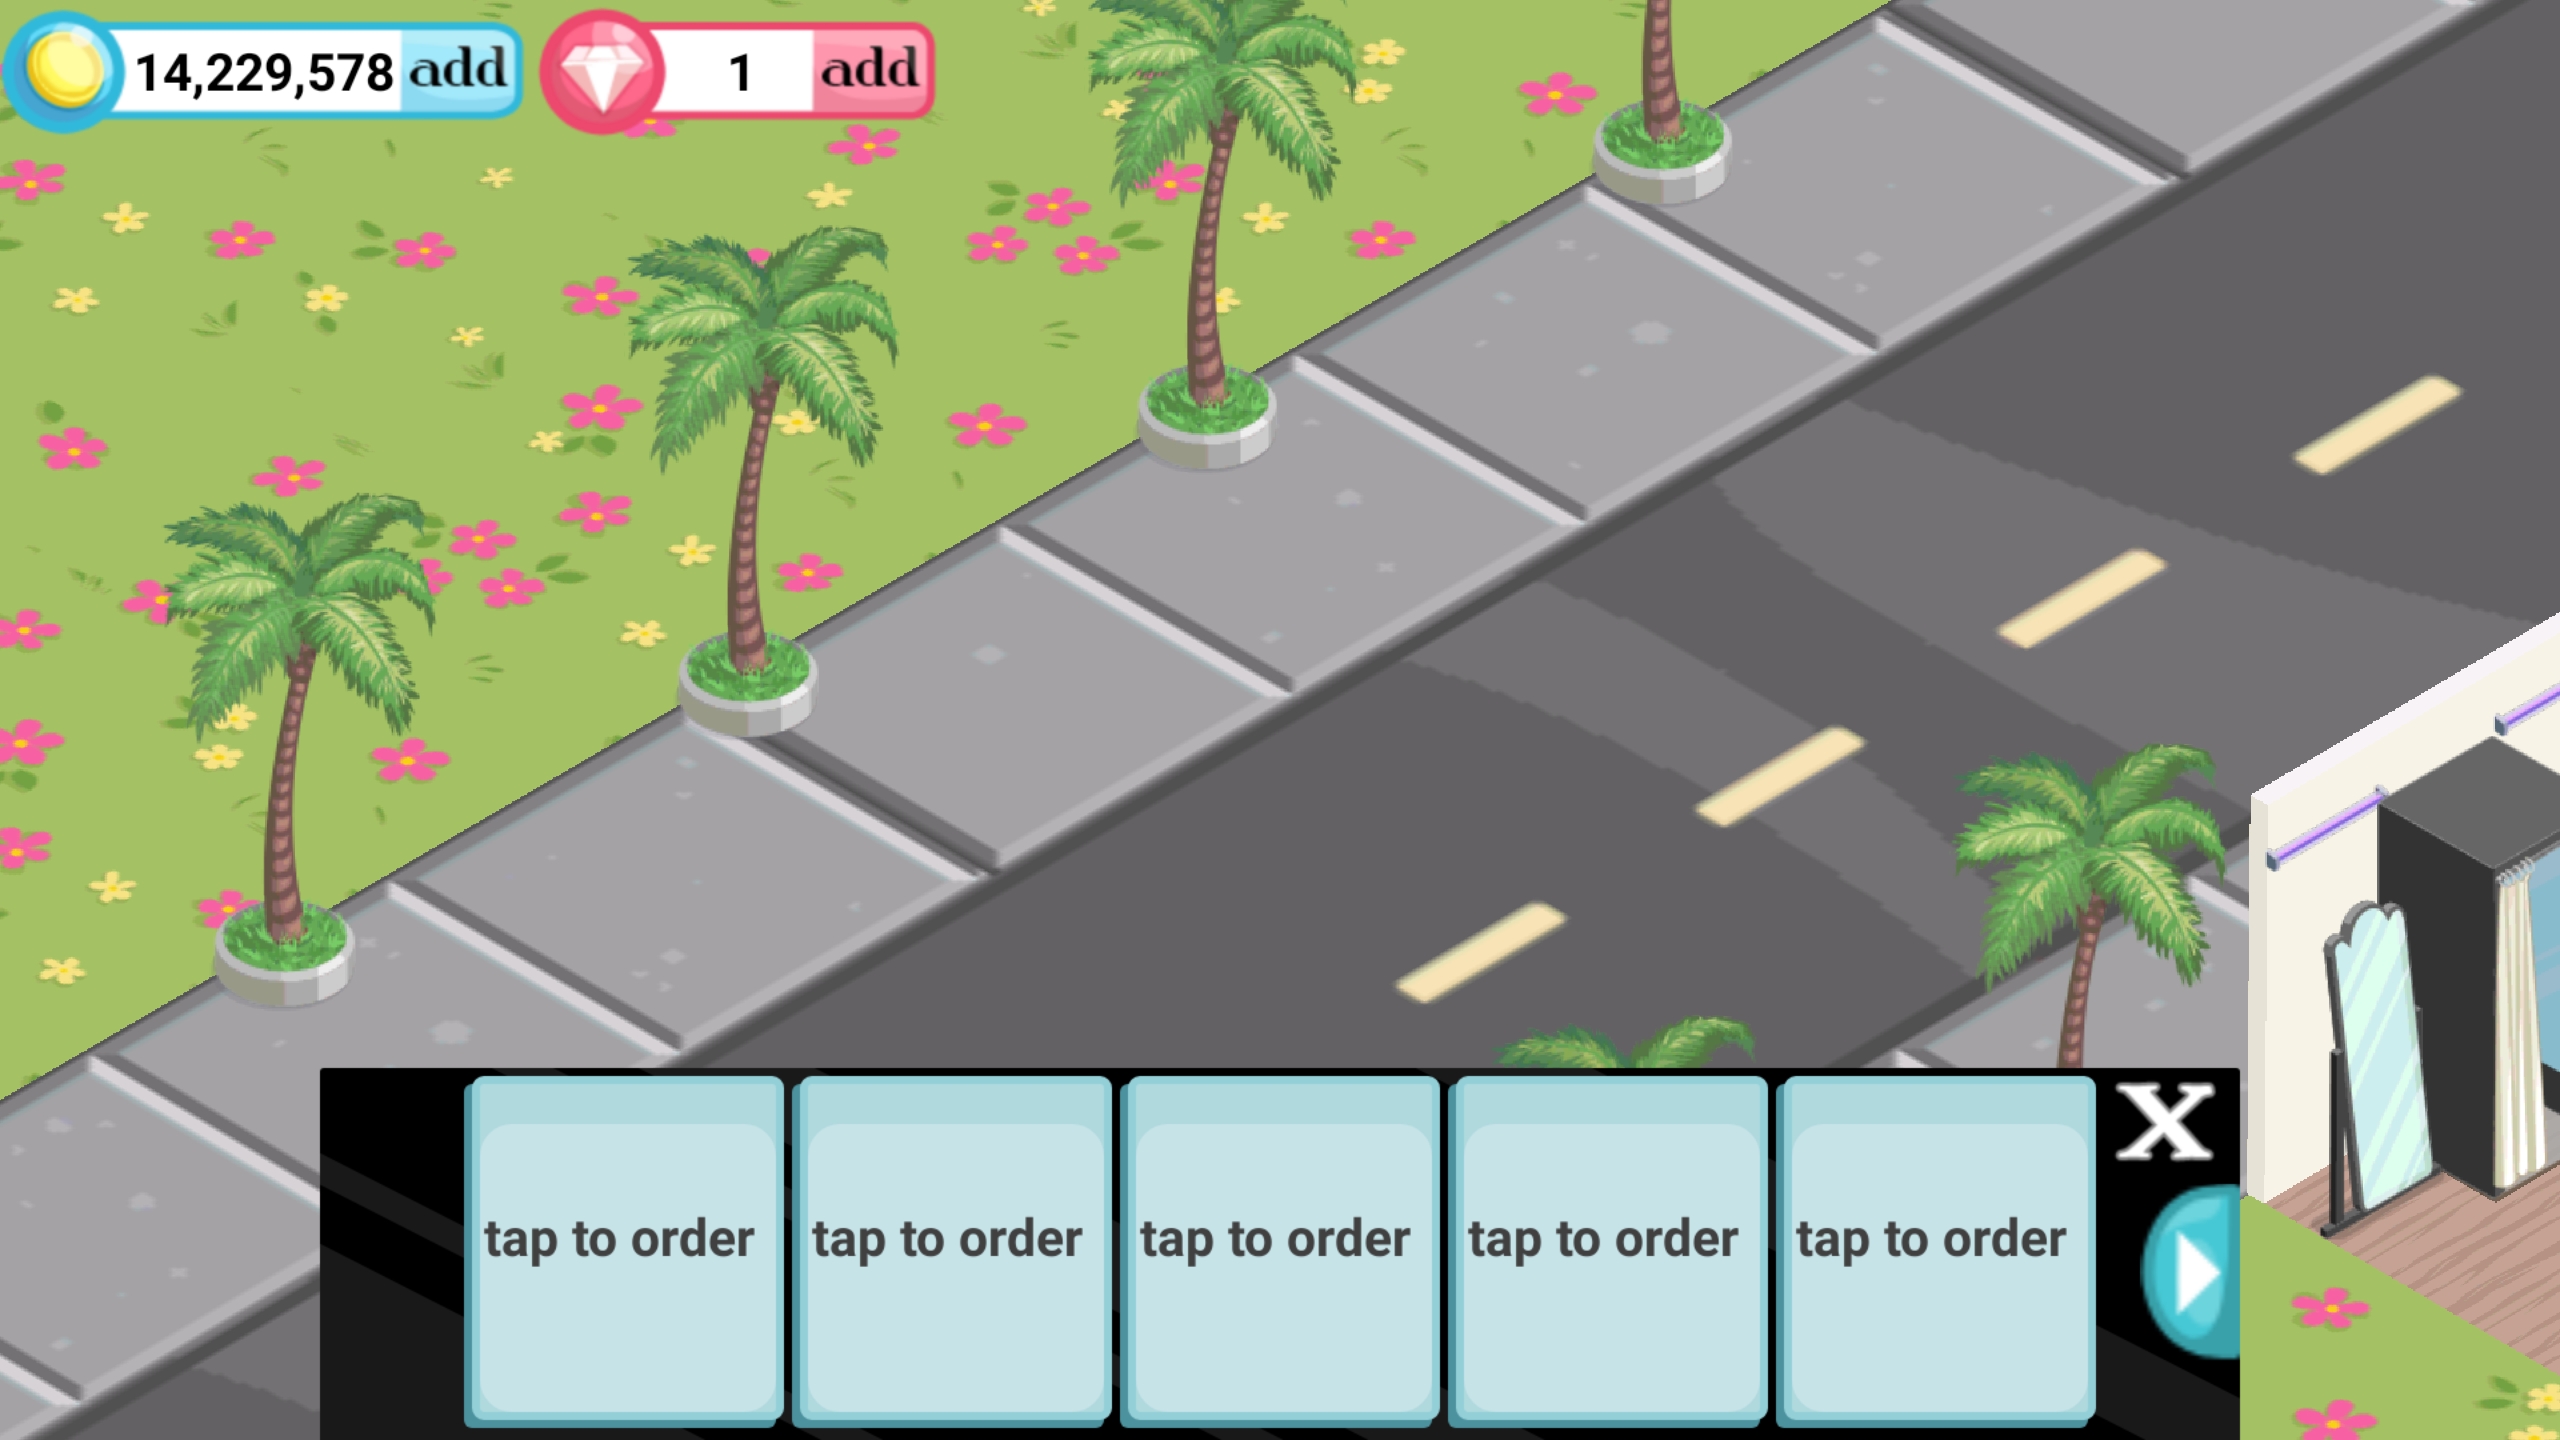 14,229,578 add 1 add
X
tap to order tap to order tap to order tap to order tap to order